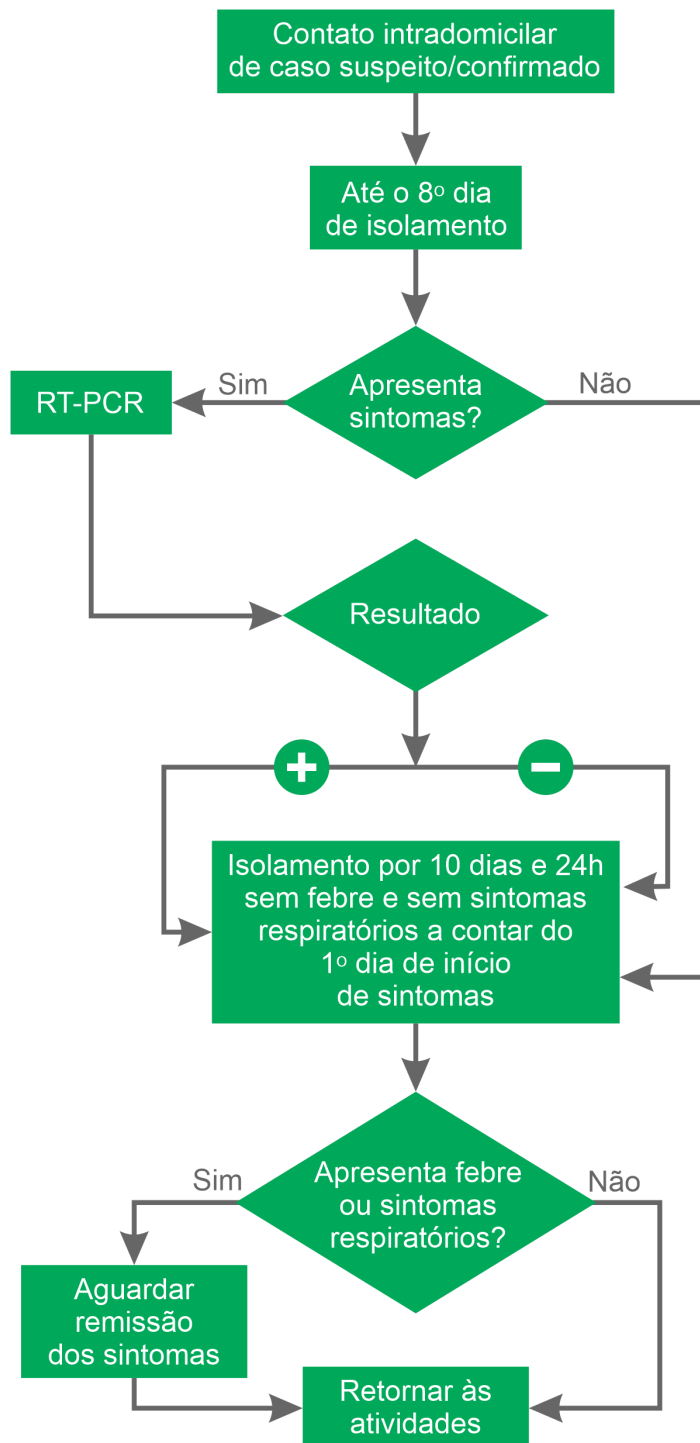 Contato intradomicilar
de caso suspeito/confirmado
Até o 8º dia
de isolamento
Apresenta
sintomas?
Sim
Não
RT-PCR
Resultado
+
−
Isolamento por 10 dias e 24h
sem febre e sem sintomas
respiratórios a contar do
1º dia de início
de sintomas
Apresenta febre
ou sintomas
respiratórios?
Sim
Não
Aguardar
remissão
dos sintomas
Retornar às
atividades